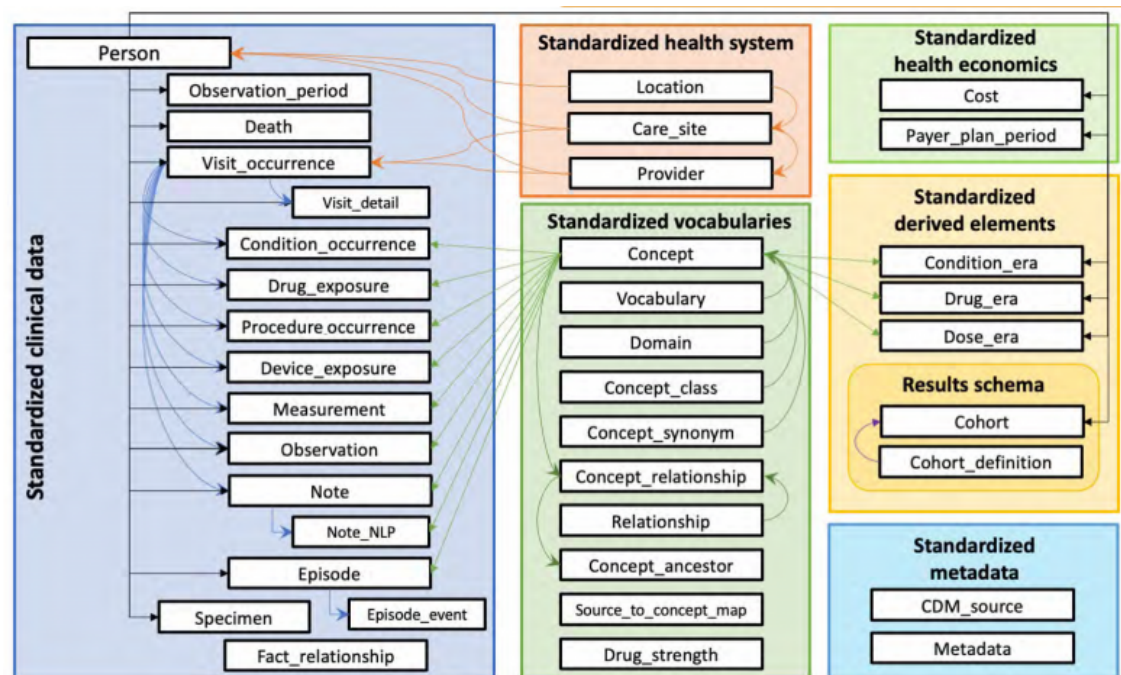 Standardized clinical data
Person
Observation_period
Death
Visit_occurrence
Visit_detail
Condition_occurrence
Drug_exposure
Procedure_occurrence
Device_exposure
Measurement
Observation
Note
Note_NLP
Episode
Specimen
Episode_event
Fact_relationship
Standardized health system
Location
Care_site
Provider
Standardized vocabularies
Concept
Vocabulary
Domain
Concept_class
Concept_synonym
Concept_relationship
Relationship
Concept_ancestor
Source_to_concept_map
Drug_strength
Standardized
health economics
Cost
Payer_plan_period
Standardized
derived elements
Condition_era
Drug_era
Dose_era
Results schema
Cohort
Cohort_definition
Standardized
metadata
CDM_source
Metadata